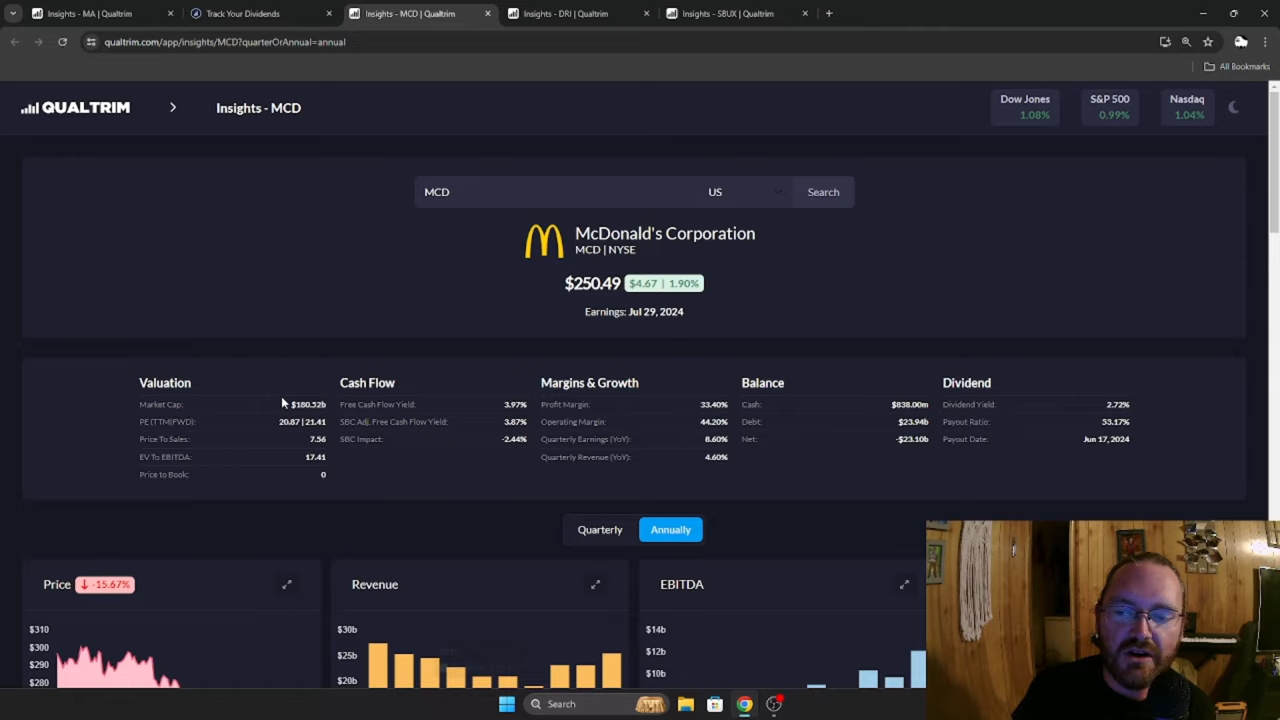 Insights - MA | Qualtrim
Track Your Dividends
Insights - MCD | Qualtrim
Insights - DRI | Qualtrim
Insights - SBUX | Qualtrim
qualtrim.com/app/insights/MCD?quarterOrAnnual=annual
All Bookmarks
QUALTRIM
Insights - MCD
Dow Jones
1.08%
S&P 500
0.99%
Nasdaq
1.04%
MCD
US
Search
McDonald's Corporation
MCD | NYSE
$250.49 $4.67 | 1.90%
Earnings: Jul 29, 2024
Valuation
Market Cap: $180.52b
PE (TTM|FWD): 20.87 | 21.41
Price To Sales: 7.56
EV To EBITDA: 17.41
Price to Book: 0
Cash Flow
Free Cash Flow Yield: 3.97%
SBC Adj. Free Cash Flow Yield: 3.87%
SBC Impact: -2.44%
Margins & Growth
Profit Margin: 33.40%
Operating Margin: 44.20%
Quarterly Earnings (YoY): 8.60%
Quarterly Revenue (YoY): 4.60%
Balance
Cash: $838.00m
Debt: $23.94b
Net: -$23.10b
Dividend
Dividend Yield: 2.72%
Payout Ratio: 53.17%
Payout Date: Jun 17, 2024
Quarterly
Annually
Price ↓ -15.67%
$310
$300
$290
$280
Revenue
$30b
$25b
$20b
EBITDA
$14b
$12b
$10b
Search